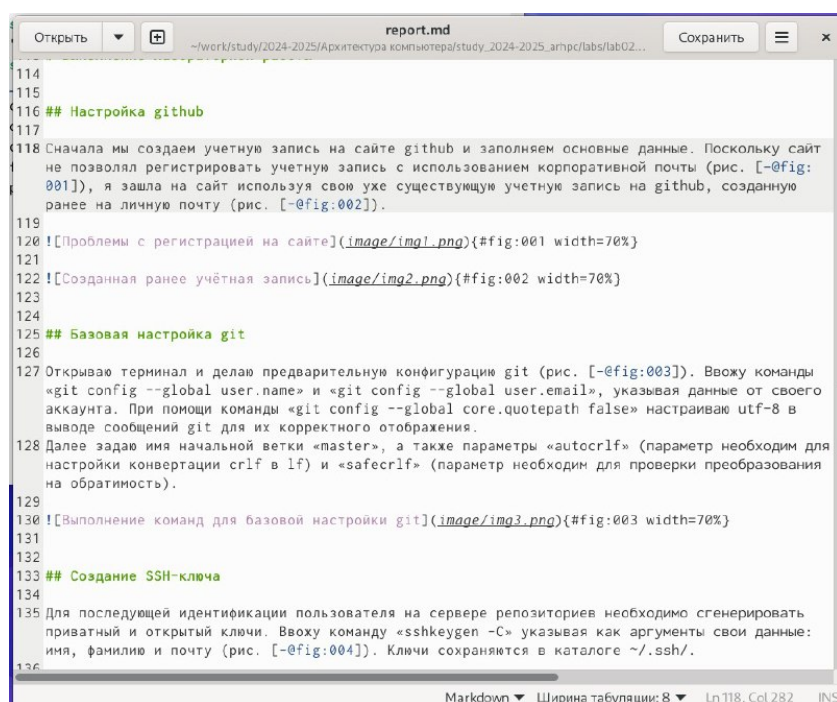 Открыть
report.md
~/work/study/2024-2025/Архитектура компьютера/study_2024-2025_arhpc/labs/lab02...
Сохранить
114
115
116 ## Настройка github
117
118 Сначала мы создаем учетную запись на сайте github и заполняем основные данные. Поскольку сайт
не позволял регистрировать учетную запись с использованием корпоративной почты (рис. [-@fig:
001]), я зашла на сайт используя свою уже существующую учетную запись на github, созданную
ранее на личную почту (рис. [-@fig:002]).
119
120 ![Проблемы с регистрацией на сайте](image/img1.png){#fig:001 width=70%}
121
122 ![Созданная ранее учётная запись](image/img2.png){#fig:002 width=70%}
123
124
125 ## Базовая настройка git
126
127 Открываю терминал и делаю предварительную конфигурацию git (рис. [-@fig:003]). Ввожу команды
«git config --global user.name» и «git config --global user.email», указывая данные от своего
аккаунта. При помощи команды «git config --global core.quotepath false» настраиваю utf-8 в
выводе сообщений git для их корректного отображения.
128 Далее задаю имя начальной ветки «master», а также параметры «autocrlf» (параметр необходим для
настройки конвертации crlf в lf) и «safecrlf» (параметр необходим для проверки преобразования
на обратимость).
129
130 ![Выполнение команд для базовой настройки git](image/img3.png){#fig:003 width=70%}
131
132
133 ## Создание SSH-ключа
134
135 Для последующей идентификации пользователя на сервере репозиториев необходимо сгенерировать
приватный и открытый ключи. Ввожу команду «sshkeygen -C» указывая как аргументы свои данные:
имя, фамилию и почту (рис. [-@fig:004]). Ключи сохраняются в каталоге ~/.ssh/.
136
Markdown Ширина табуляции: 8 Ln 118, Col 282 INS